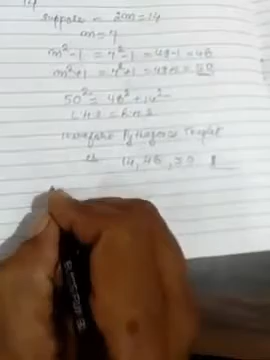 14
suppose = 2m = 14
m = 7
m² - 1 = 7² - 1 = 49 - 1 = 48
m² + 1 = 7² + 1 = 49 + 1 = 50
50² = 48² + 14²
L.H.S = R.H.S
Therefore Pythagoras Triplet
is 14, 48, 50